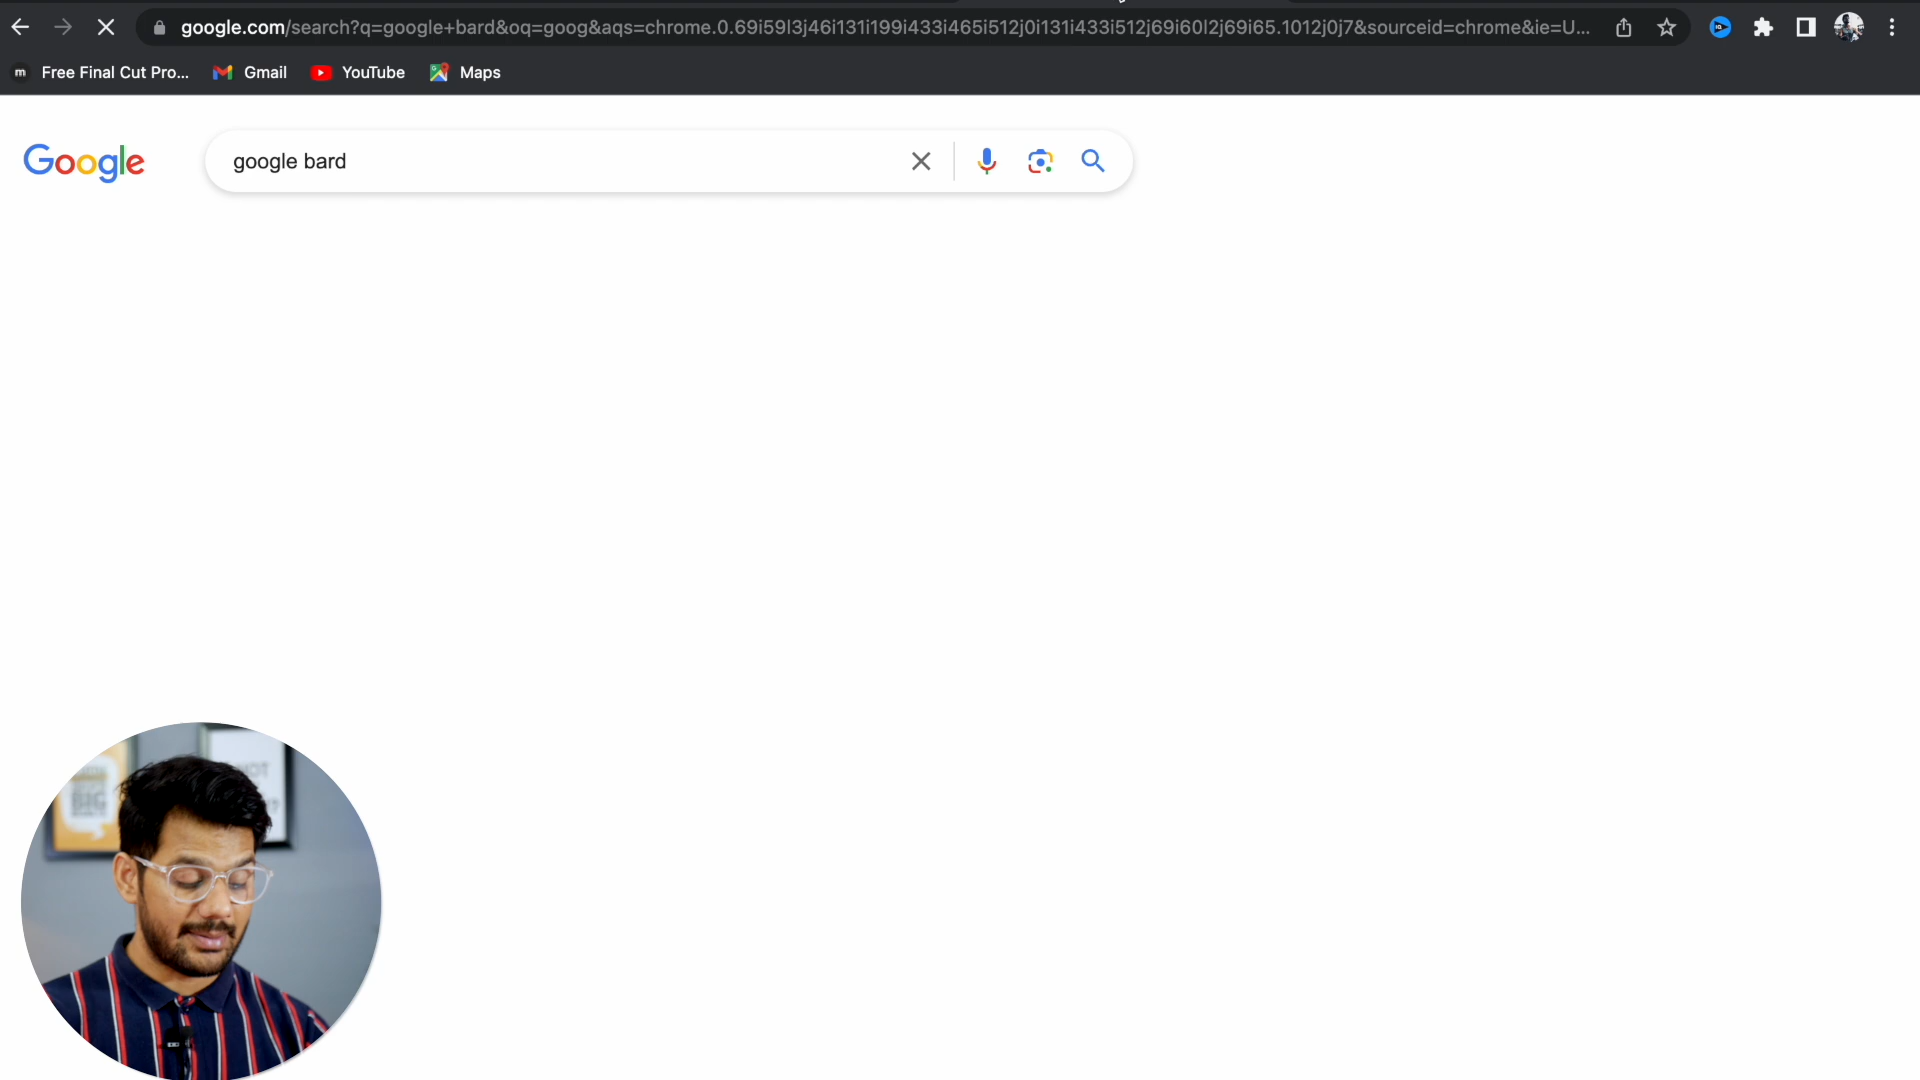 google.com/search?q=google+bard&oq=goog&aqs=chrome.0.69i59l3j46i131i199i433i465i512j0i131i433i512j69i60l2j69i65.1012j0j7&sourceid=chrome&ie=U...
m Free Final Cut Pro... Gmail YouTube Maps
Google google bard
BIG